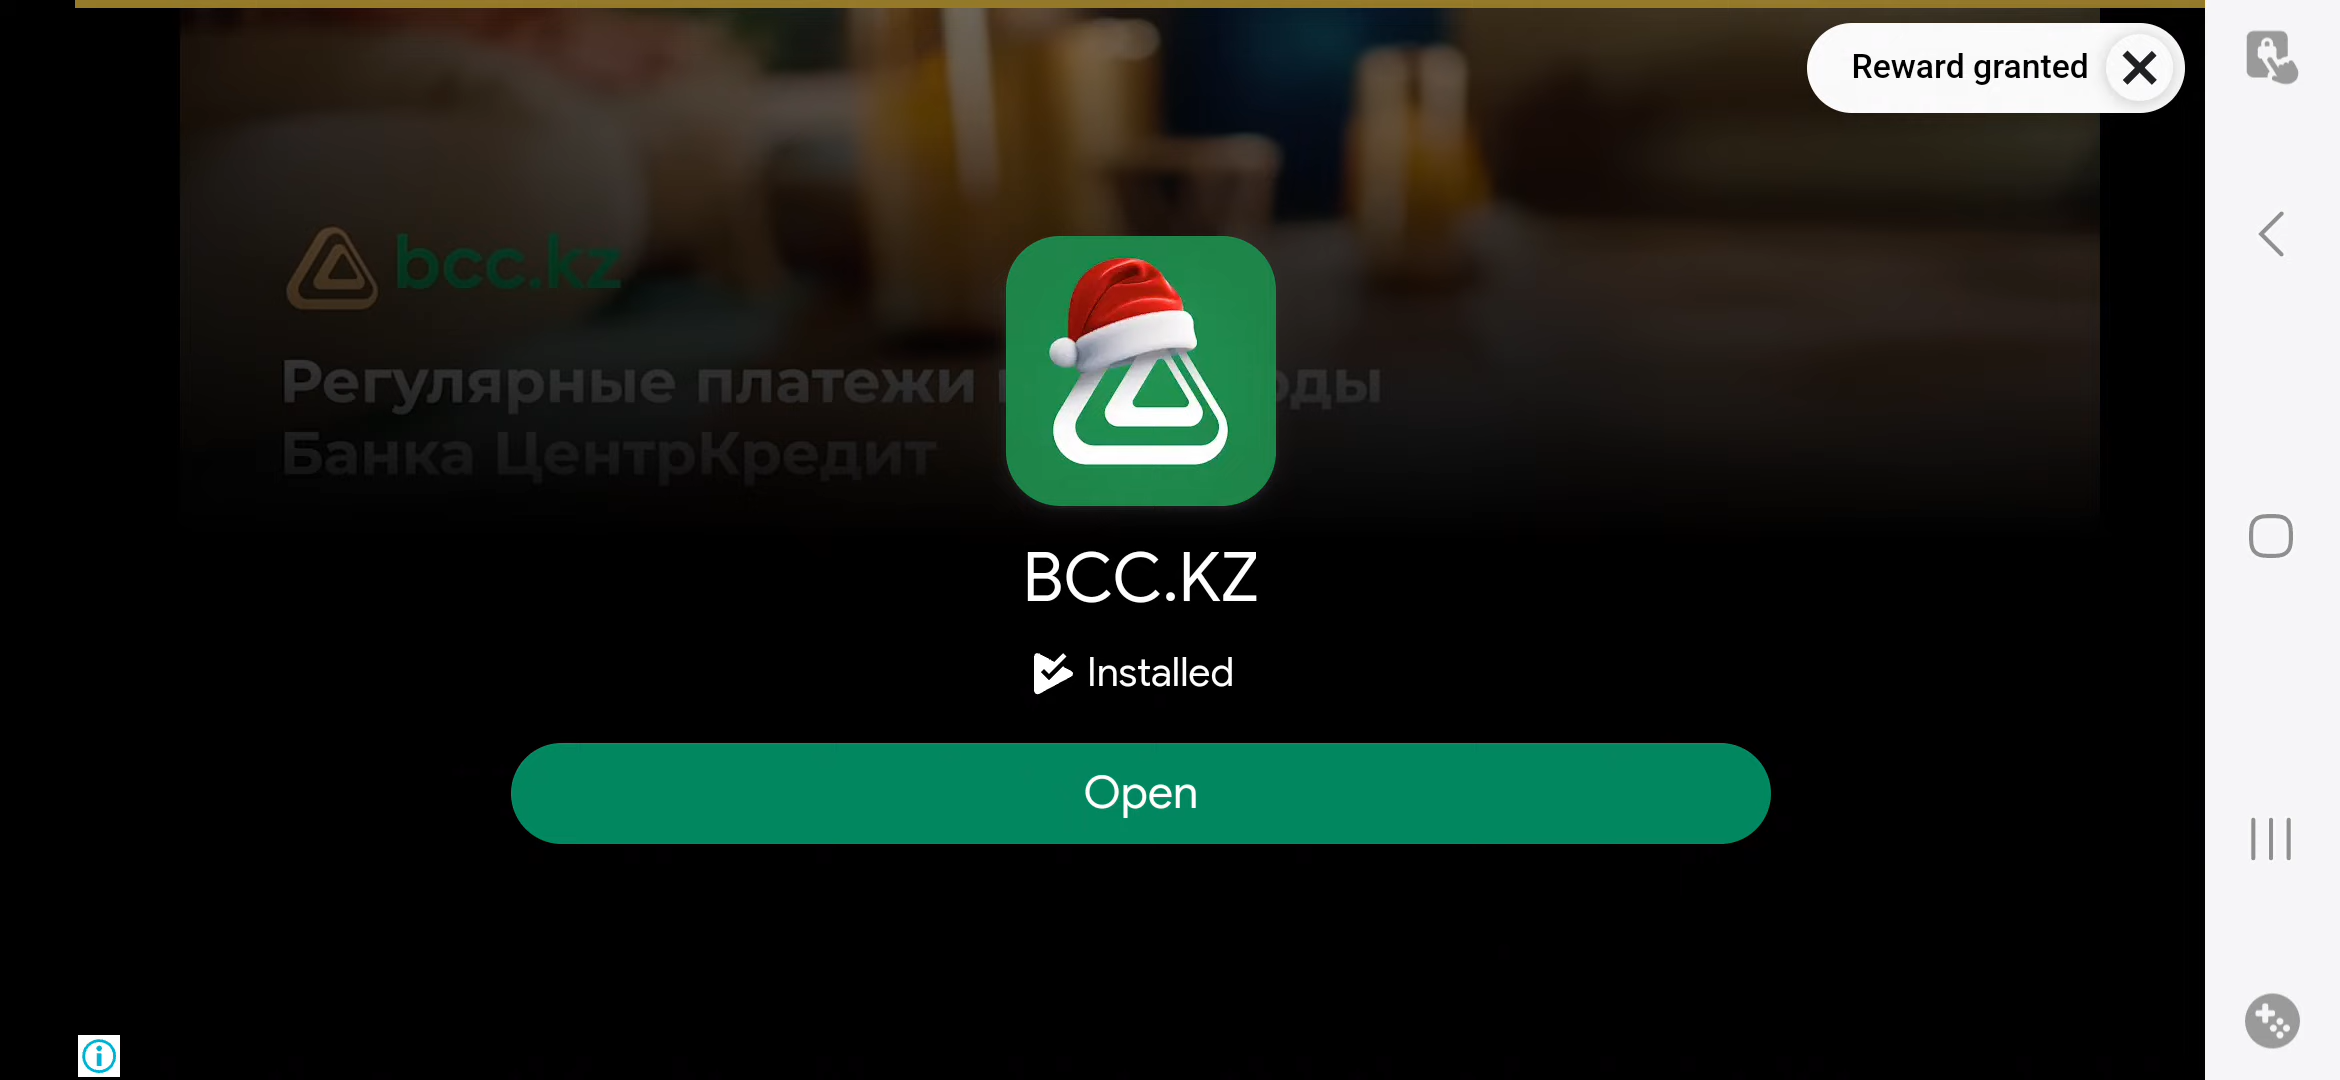 Reward granted
bcc.kz
Регулярные платежи
Банка ЦентрКредит
BCC.KZ
Installed
Open